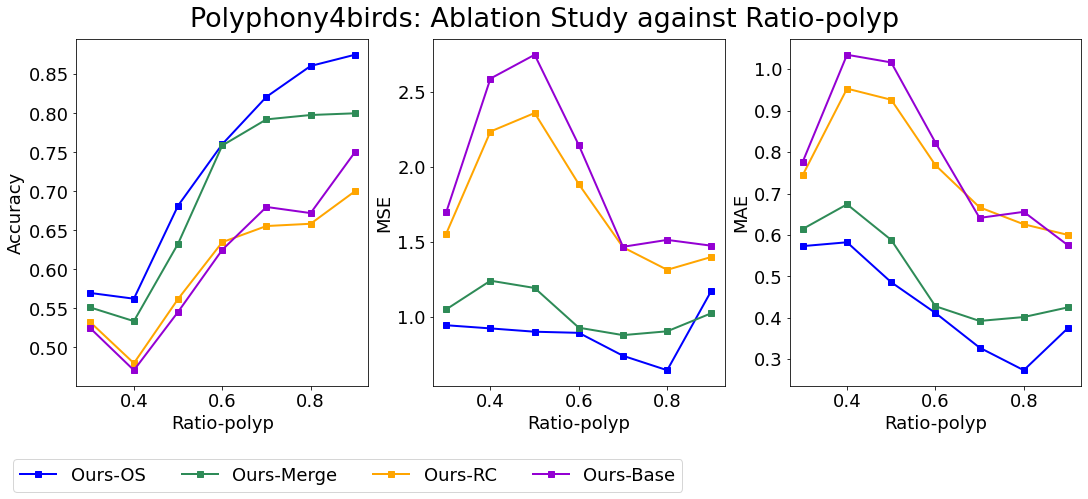 Polyphony4birds: Ablation Study against Ratio-polyp
Accuracy
0.85
0.80
0.75
0.70
0.65
0.60
0.55
0.50
0.4 0.6 0.8
Ratio-polyp
MSE
2.5
2.0
1.5
1.0
0.4 0.6 0.8
Ratio-polyp
MAE
1.0
0.9
0.8
0.7
0.6
0.5
0.4
0.3
0.4 0.6 0.8
Ratio-polyp
Ours-OS Ours-Merge Ours-RC Ours-Base